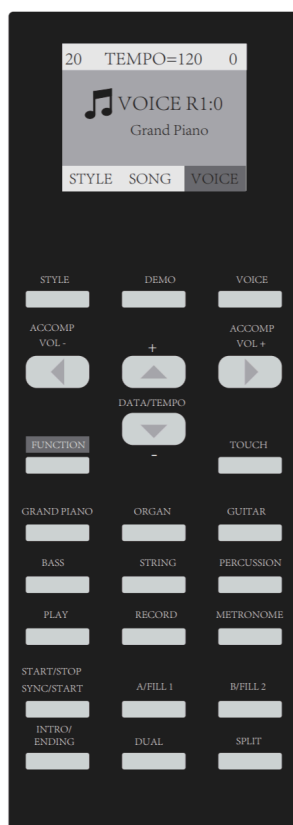 20 TEMPO=120 0
VOICE R1:0
Grand Piano
STYLE SONG VOICE
STYLE DEMO VOICE
ACCOMP VOL - + ACCOMP VOL +
DATA/TEMPO
FUNCTION - TOUCH
GRAND PIANO ORGAN GUITAR
BASS STRING PERCUSSION
PLAY RECORD METRONOME
START/STOP
SYNC/START A/FILL 1 B/FILL 2
INTRO/
ENDING DUAL SPLIT